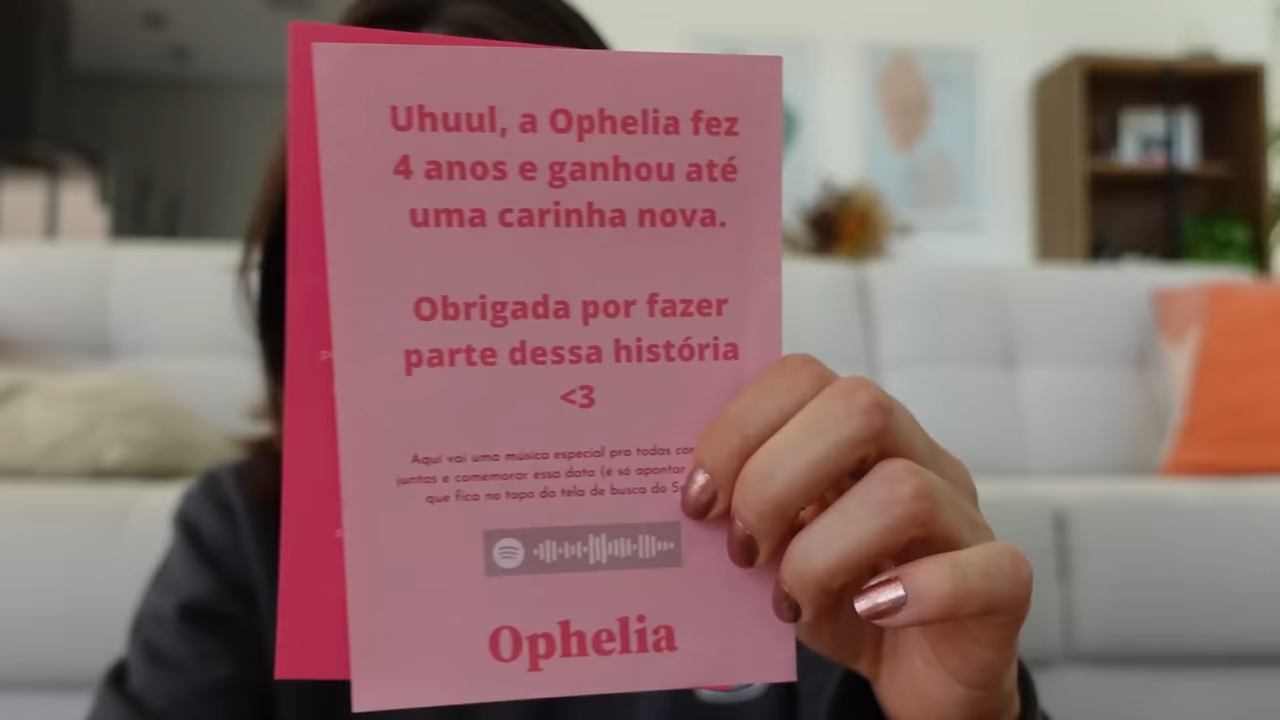 Uhuul, a Ophelia fez
4 anos e ganhou até
uma carinha nova.
Obrigada por fazer
parte dessa história
<3
Aqui vai uma música especial pra todas
juntas e comemorar essa data (é só apontar
que fica no topo da tela de busca do
Ophelia